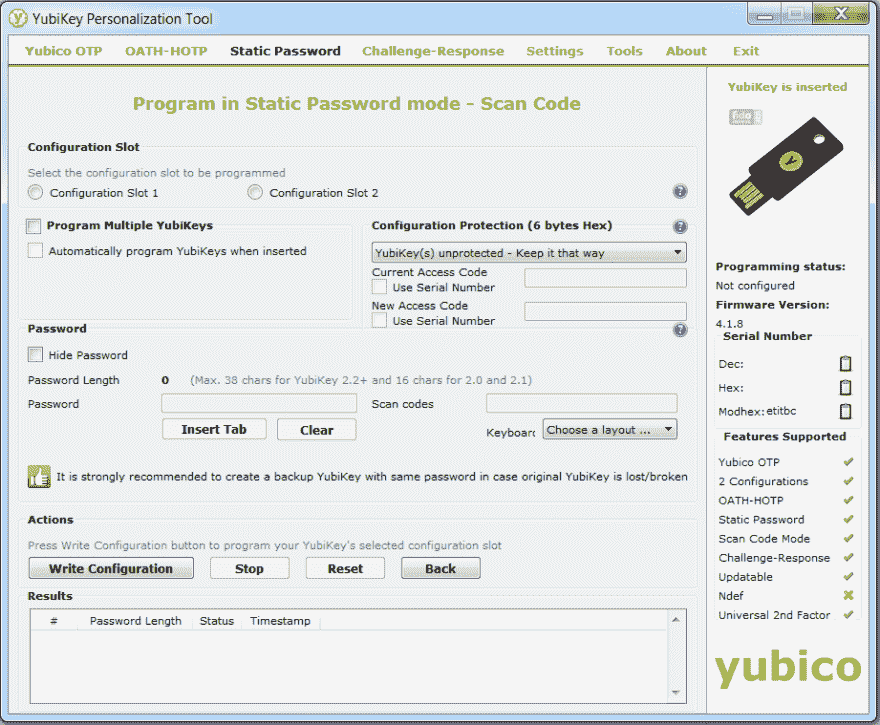 YubiKey Personalization Tool
Yubico OTP OATH-HOTP Static Password Challenge-Response Settings Tools About Exit
Program in Static Password mode - Scan Code
Configuration Slot
Select the configuration slot to be programmed
Configuration Slot 1 Configuration Slot 2
Program Multiple YubiKeys
Automatically program YubiKeys when inserted
Configuration Protection (6 bytes Hex)
YubiKey(s) unprotected - Keep it that way
Current Access Code
Use Serial Number
New Access Code
Use Serial Number
Password
Hide Password
Password Length 0 (Max. 38 chars for YubiKey 2.2+ and 16 chars for 2.0 and 2.1)
Password Scan codes
Insert Tab Clear Keyboard Choose a layout ...
It is strongly recommended to create a backup YubiKey with same password in case original YubiKey is lost/broken
Actions
Press Write Configuration button to program your YubiKey's selected configuration slot
Write Configuration Stop Reset Back
Results
# Password Length Status Timestamp
YubiKey is inserted
fido
Programming status:
Not configured
Firmware Version:
4.1.8
Serial Number
Dec:
Hex:
Modhex: etitbc
Features Supported
Yubico OTP
2 Configurations
OATH-HOTP
Static Password
Scan Code Mode
Challenge-Response
Updatable
Ndef
Universal 2nd Factor
yubico